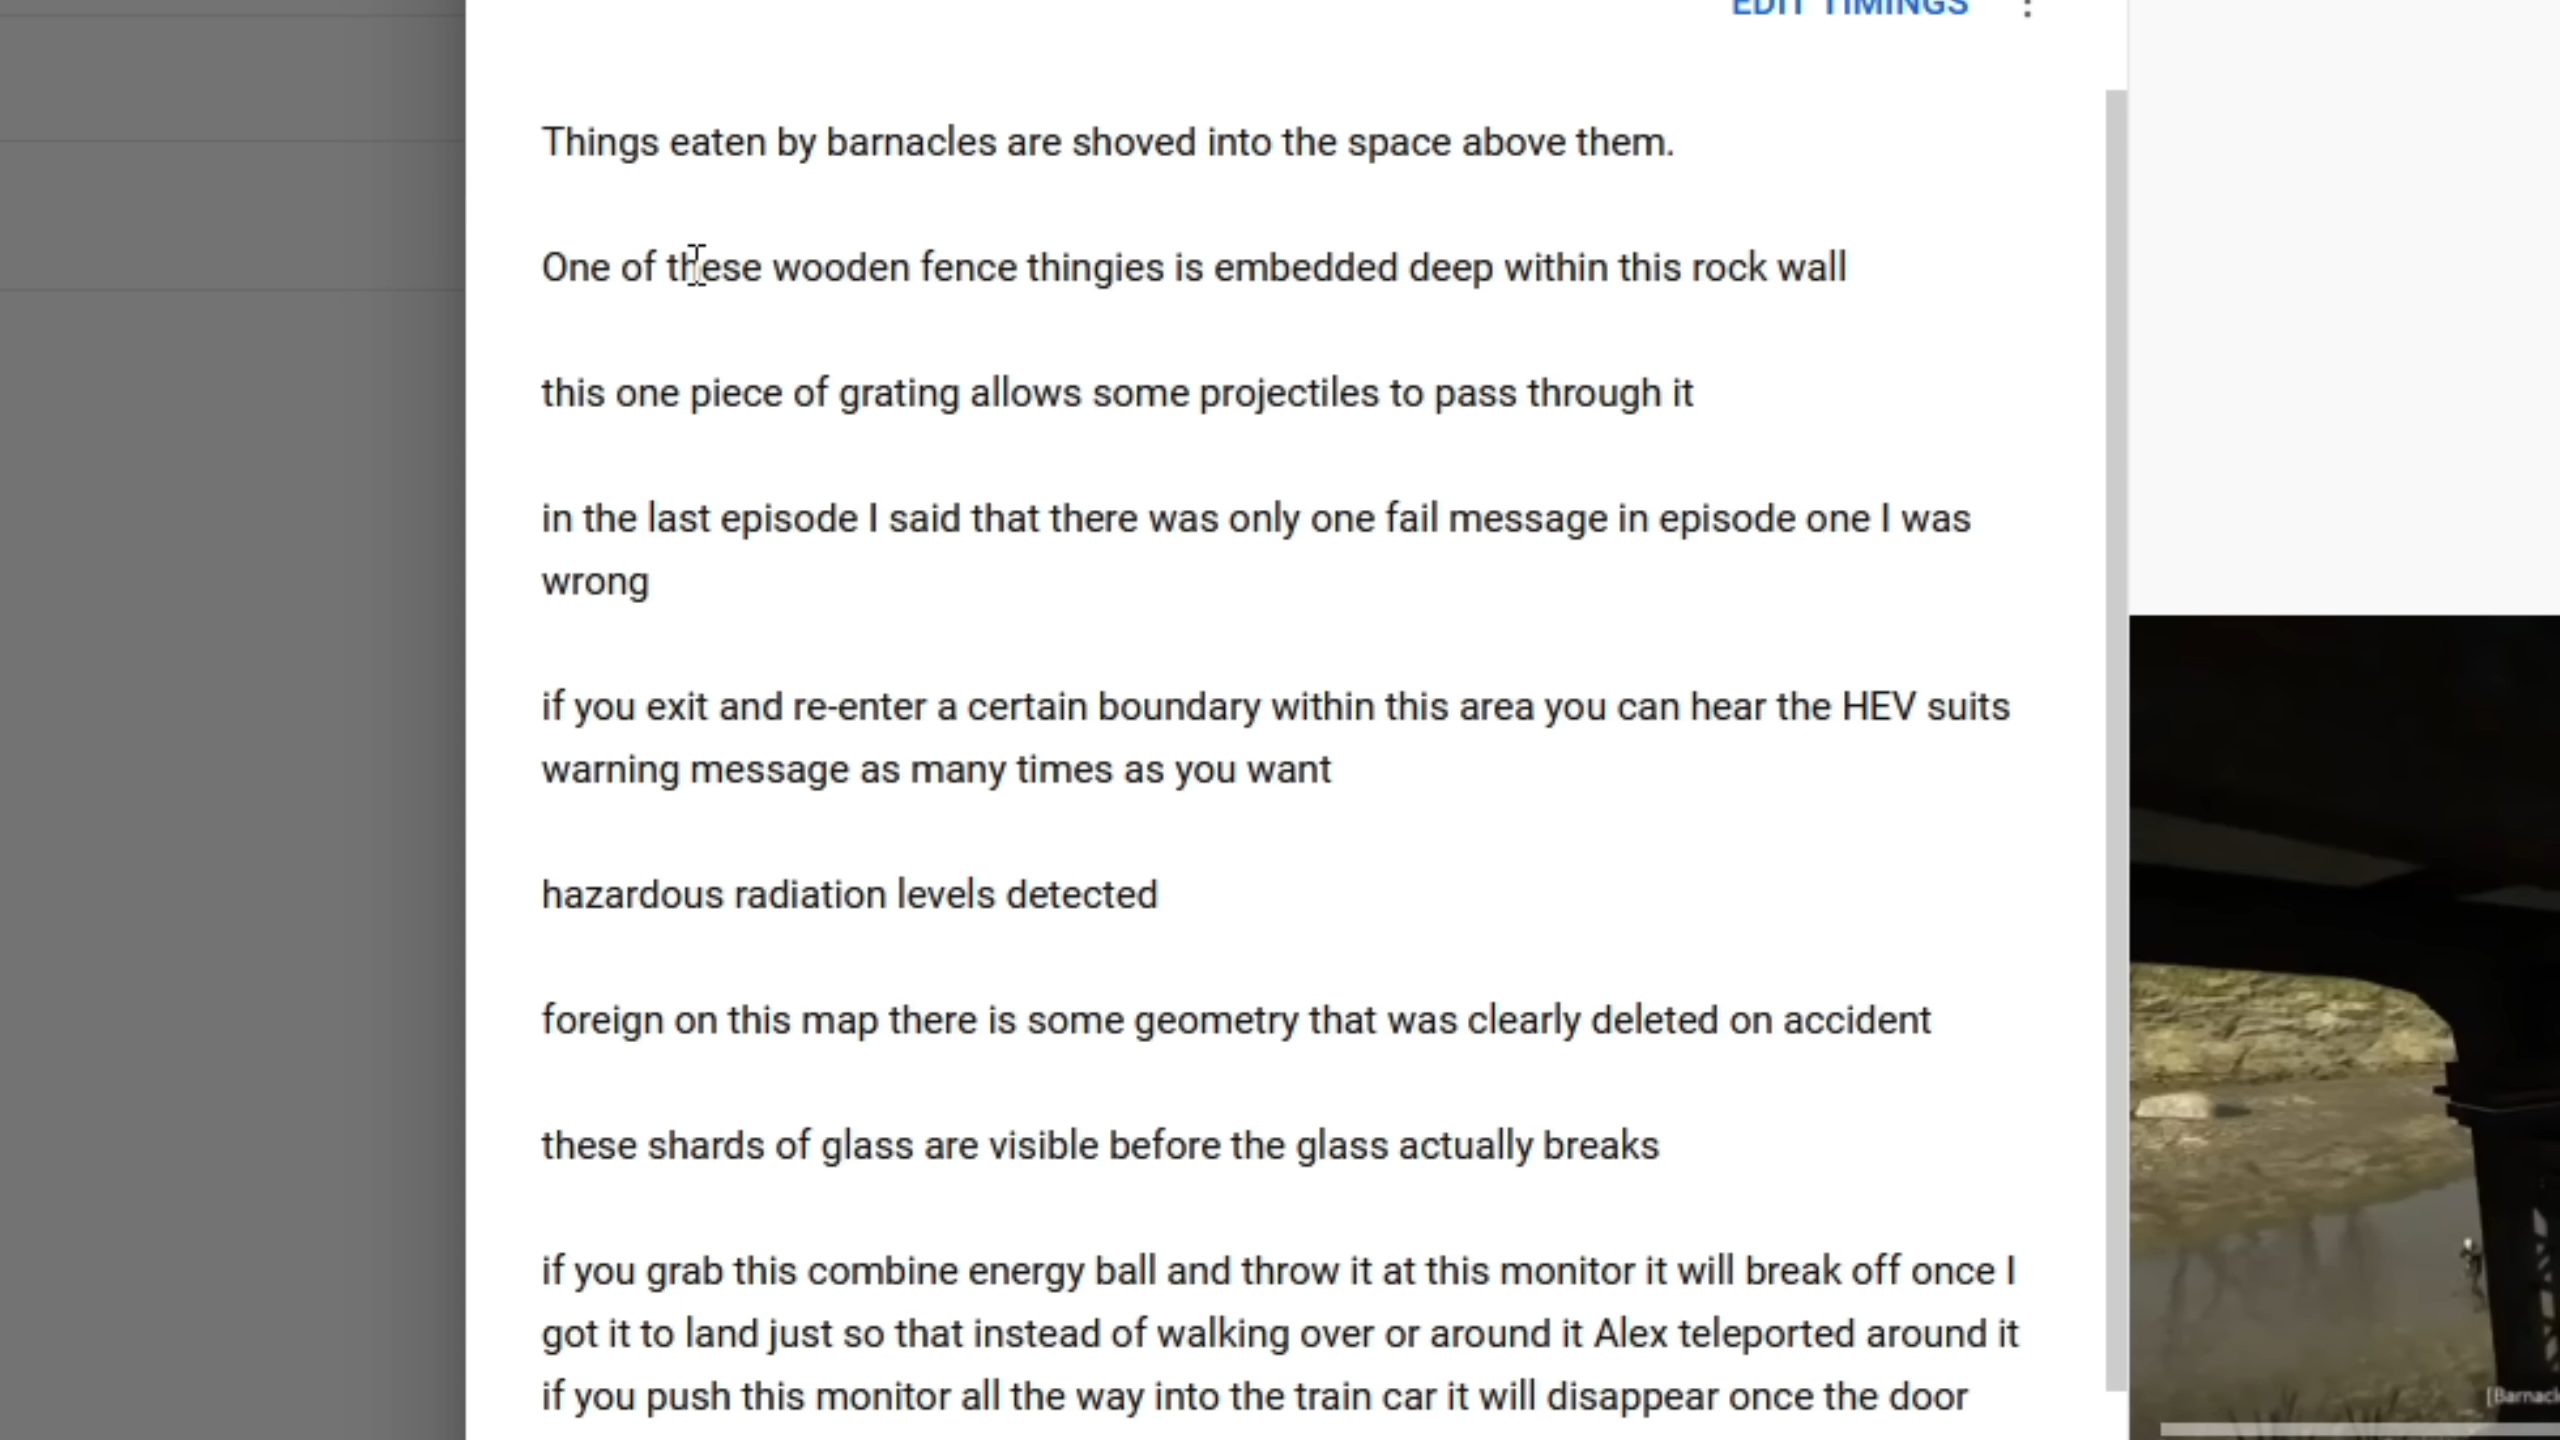 EDIT TIMINGS
Things eaten by barnacles are shoved into the space above them.
One of these wooden fence thingies is embedded deep within this rock wall
this one piece of grating allows some projectiles to pass through it
in the last episode I said that there was only one fail message in episode one I was
wrong
if you exit and re-enter a certain boundary within this area you can hear the HEV suits
warning message as many times as you want
hazardous radiation levels detected
foreign on this map there is some geometry that was clearly deleted on accident
these shards of glass are visible before the glass actually breaks
if you grab this combine energy ball and throw it at this monitor it will break off once I
got it to land just so that instead of walking over or around it Alex teleported around it
if you push this monitor all the way into the train car it will disappear once the door